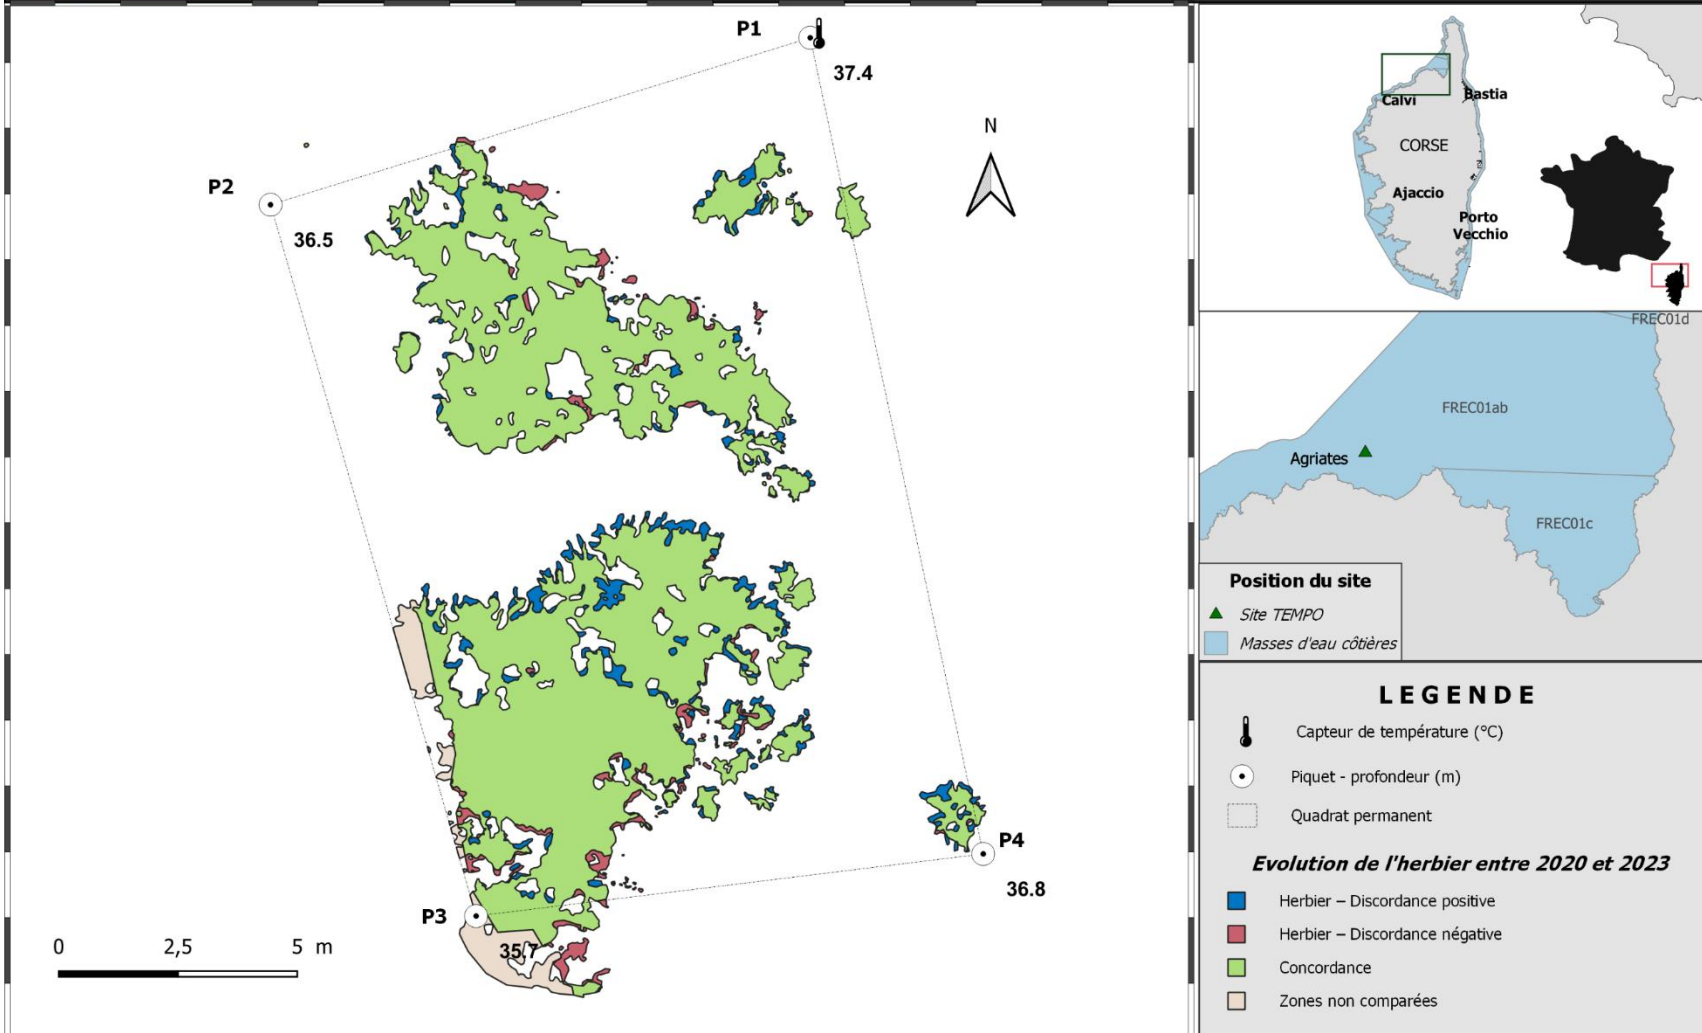 P1
37.4
P2
36.5
N
P3
35.7
P4
36.8
0 2,5 5 m
Calvi
Bastia
CORSE
Ajaccio
Porto
Vecchio
FREC01d
FREC01ab
Agriates
FREC01c
Position du site
Site TEMPO
Masses d'eau côtières
LEGENDE
Capteur de température (°C)
Piquet - profondeur (m)
Quadrat permanent
Evolution de l'herbier entre 2020 et 2023
Herbier – Discordance positive
Herbier – Discordance négative
Concordance
Zones non comparées